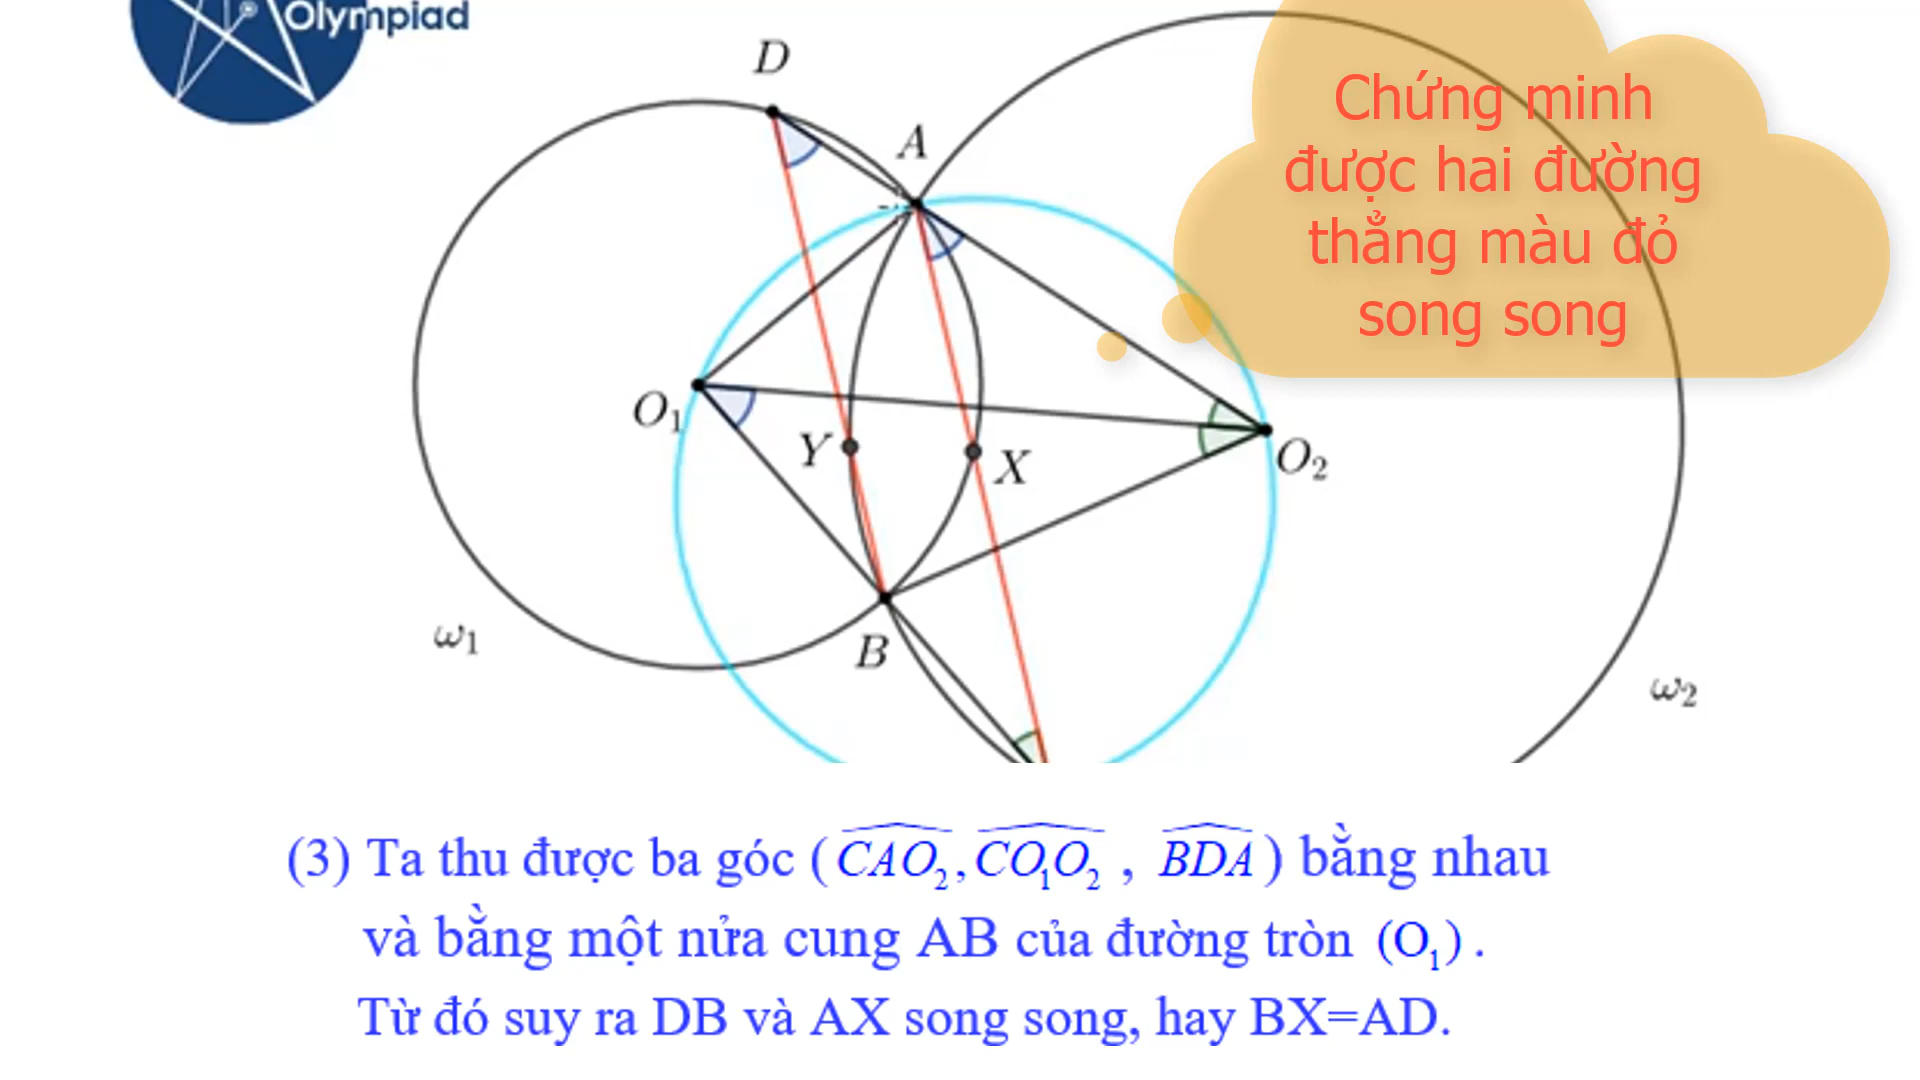 Olympiad
Chứng minh
được hai đường
thẳng màu đỏ
song song
D
A
O₁
Y
X
O₂
B
ω₁
ω₂
(3) Ta thu được ba góc (CAO₂, CO₁O₂ , BDA) bằng nhau
và bằng một nửa cung AB của đường tròn (O₁) .
Từ đó suy ra DB và AX song song, hay BX=AD.